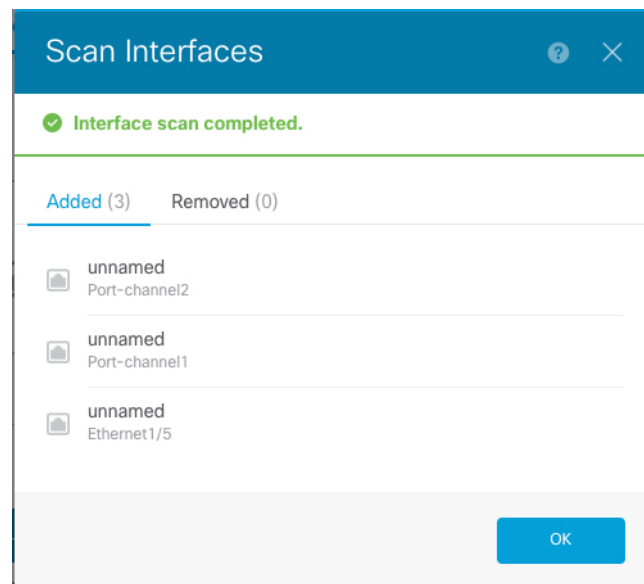 Scan Interfaces
Interface scan completed.
Added (3) Removed (0)
unnamed
Port-channel2
unnamed
Port-channel1
unnamed
Ethernet1/5
OK